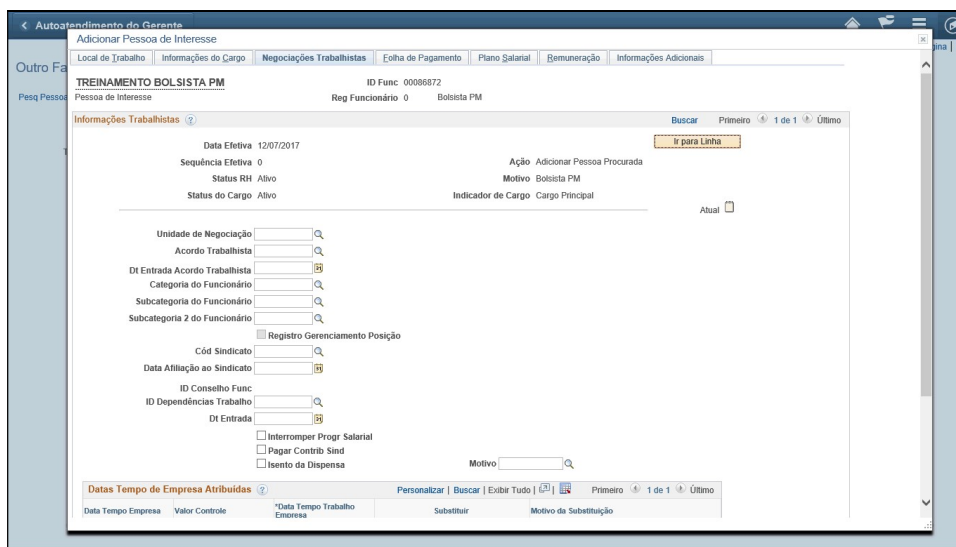 Autoatendimento do Gerente
Adicionar Pessoa de Interesse
Local de Trabalho Informações do Cargo Negociações Trabalhistas Folha de Pagamento Plano Salarial Remuneração Informações Adicionais
Outro Fa
TREINAMENTO BOLSISTA PM ID Func 00086872
Pesq Pessoa Pessoa de Interesse Reg Funcionário 0 Bolsista PM
Informações Trabalhistas Buscar Primeiro 1 de 1 Último
Data Efetiva 12/07/2017 Ir para Linha
Sequência Efetiva 0 Ação Adicionar Pessoa Procurada
Status RH Ativo Motivo Bolsista PM
Status do Cargo Ativo Indicador de Cargo Cargo Principal
Atual
Unidade de Negociação
Acordo Trabalhista
Dt Entrada Acordo Trabalhista
Categoria do Funcionário
Subcategoria do Funcionário
Subcategoria 2 do Funcionário
Registro Gerenciamento Posição
Cód Sindicato
Data Afiliação ao Sindicato
ID Conselho Func
ID Dependências Trabalho
Dt Entrada
Interromper Progr Salarial
Pagar Contrib Sind
Isento da Dispensa Motivo
Datas Tempo de Empresa Atribuídas Personalizar | Buscar | Exibir Tudo | | Primeiro 1 de 1 Último
Data Tempo Empresa Valor Controle *Data Tempo Trabalho Empresa Substituir Motivo da Substituição